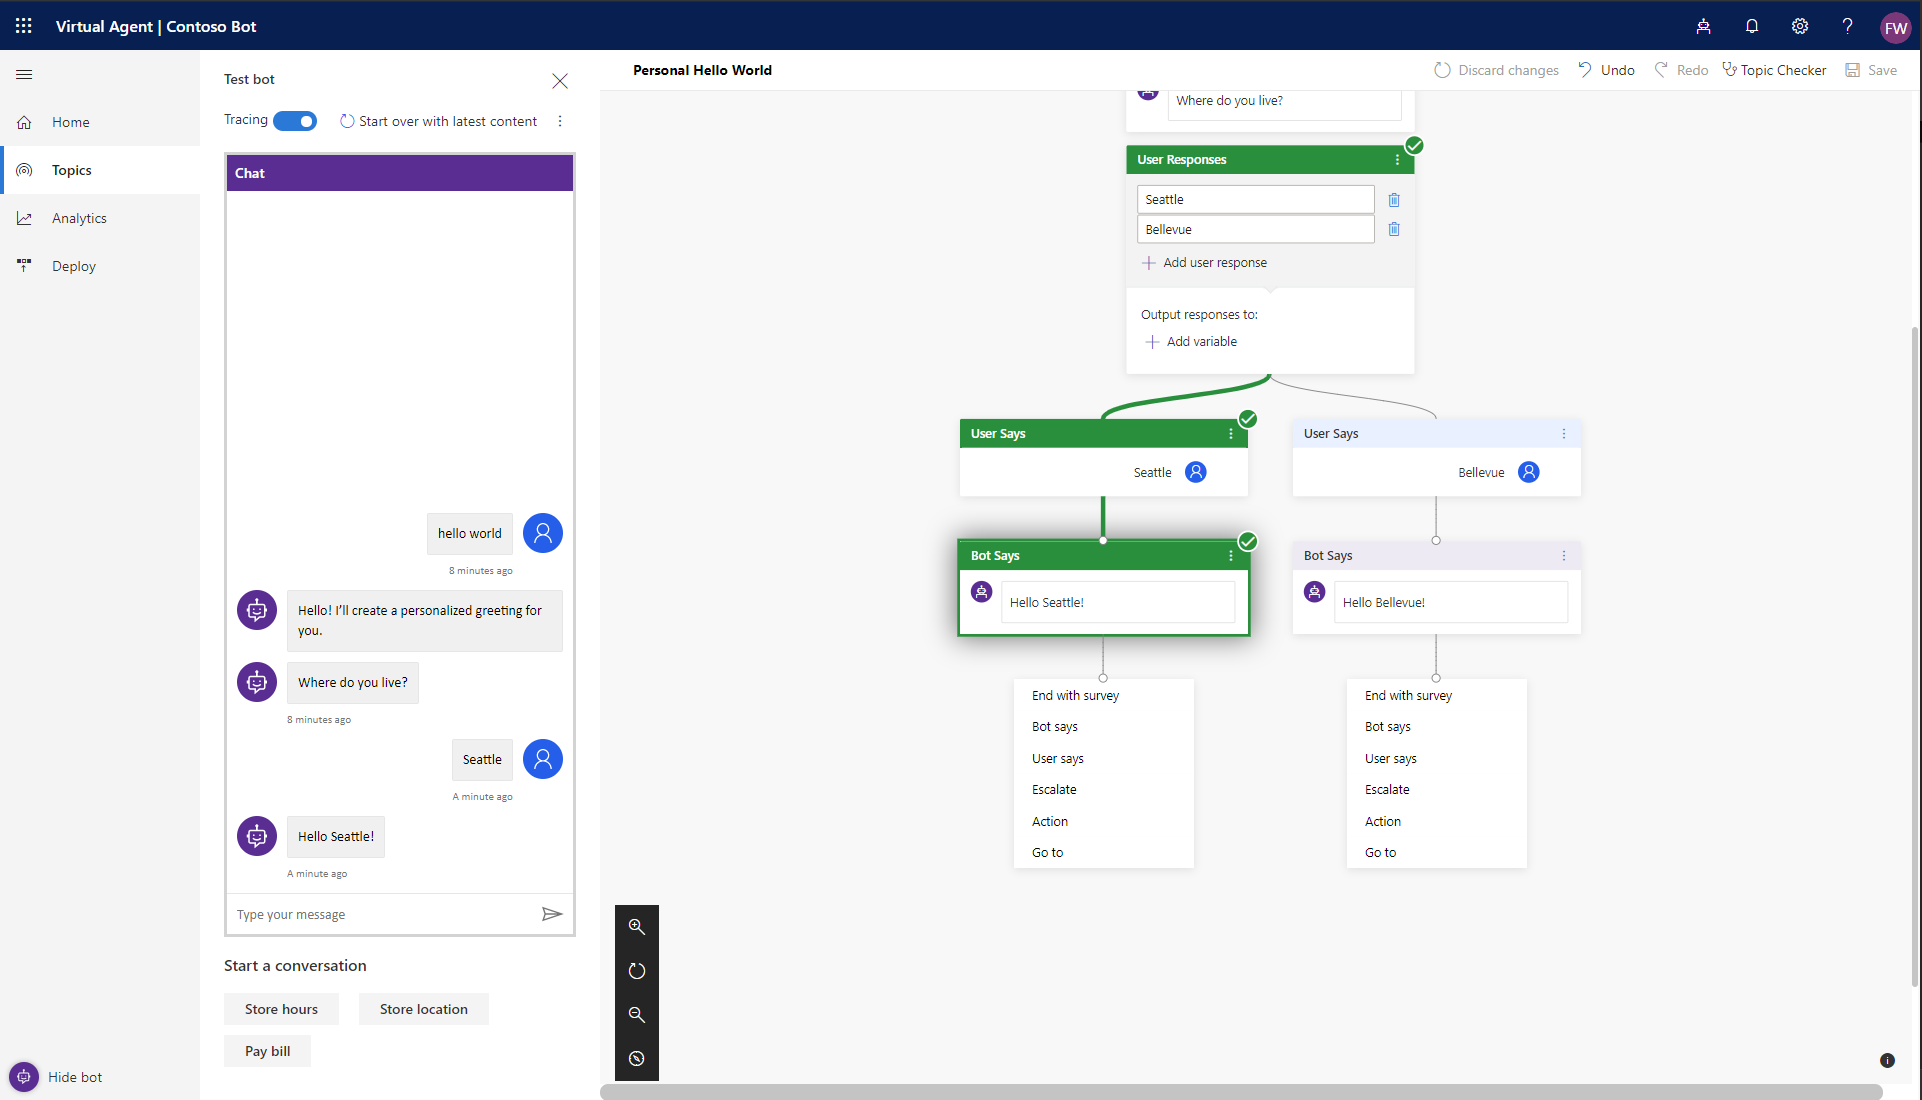 Virtual Agent | Contoso Bot
FW
Home
Topics
Analytics
Deploy
Hide bot
Test bot
Tracing
Start over with latest content
Chat
hello world
8 minutes ago
Hello! I'll create a personalized greeting for
you.
Where do you live?
8 minutes ago
Seattle
A minute ago
Hello Seattle!
A minute ago
Type your message
Start a conversation
Store hours
Store location
Pay bill
Personal Hello World
Discard changes
Undo
Redo
Topic Checker
Save
Where do you live?
User Responses
Seattle
Bellevue
Add user response
Output responses to:
Add variable
User Says
Seattle
Bot Says
Hello Seattle!
End with survey
Bot says
User says
Escalate
Action
Go to
User Says
Bellevue
Bot Says
Hello Bellevue!
End with survey
Bot says
User says
Escalate
Action
Go to